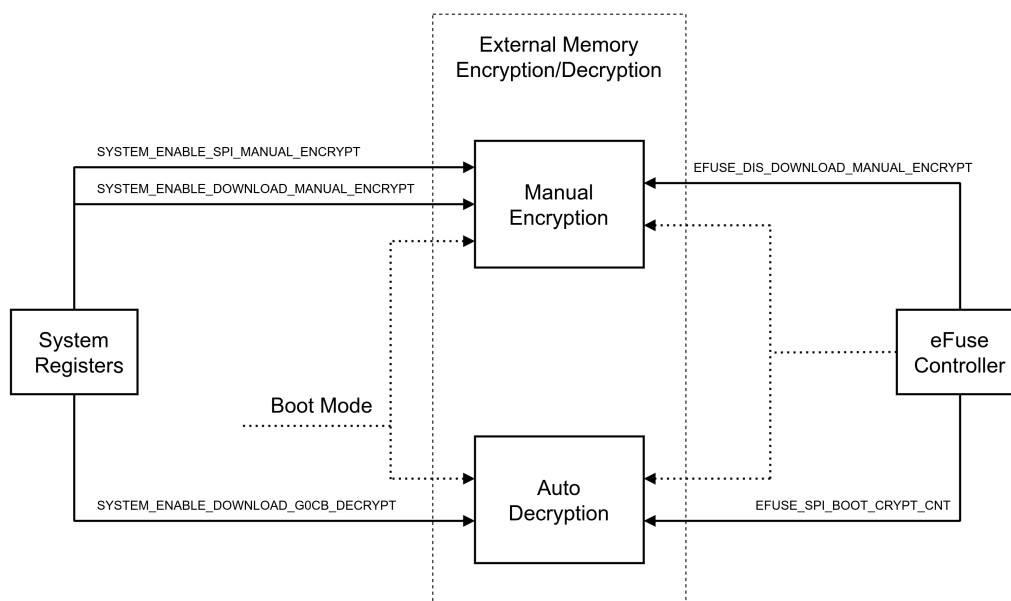 External Memory
Encryption/Decryption
SYSTEM_ENABLE_SPI_MANUAL_ENCRYPT
SYSTEM_ENABLE_DOWNLOAD_MANUAL_ENCRYPT
Manual
Encryption
EFUSE_DIS_DOWNLOAD_MANUAL_ENCRYPT
System
Registers
eFuse
Controller
Boot Mode
SYSTEM_ENABLE_DOWNLOAD_G0CB_DECRYPT
Auto
Decryption
EFUSE_SPI_BOOT_CRYPT_CNT